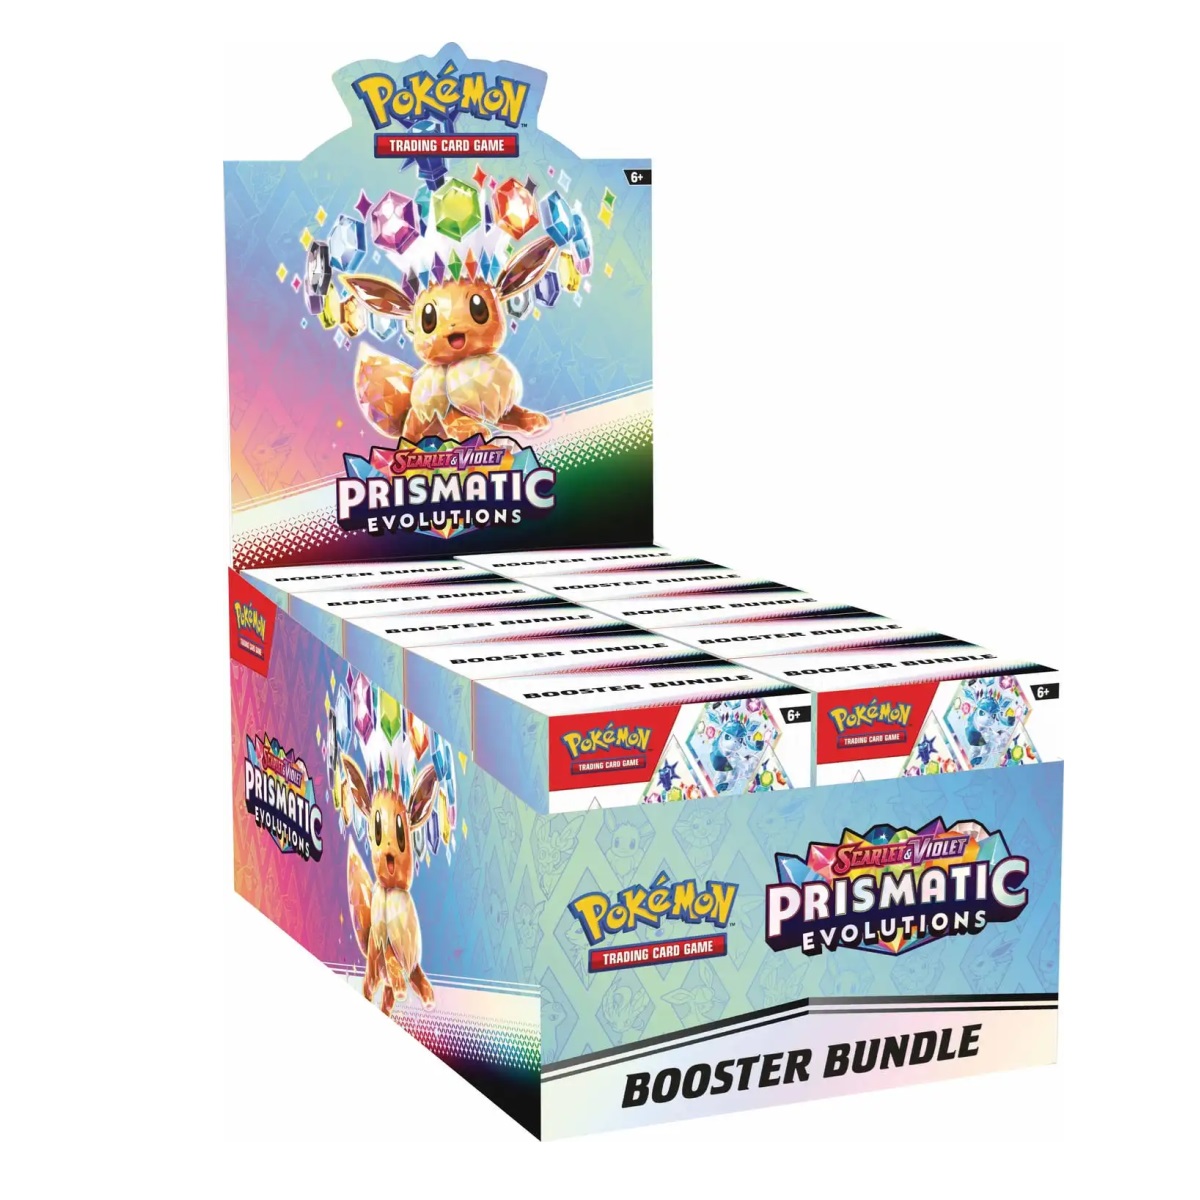 POKÉMON™
TRADING CARD GAME
6+
SCARLET & VIOLET
PRISMATIC
EVOLUTIONS
BOOSTER BUNDLE
BOOSTER BUNDLE
BOOSTER BUNDLE
BOOSTER BUNDLE
BOOSTER BUNDLE
BOOSTER BUNDLE
BOOSTER BUNDLE
BOOSTER BUNDLE
BOOSTER BUNDLE
BOOSTER BUNDLE
POKÉMON
TRADING CARD GAME
SCARLET & VIOLET
PRISMATIC
EVOLUTIONS
POKÉMON
TRADING CARD GAME
6+
POKÉMON
TRADING CARD GAME
6+
POKÉMON™
TRADING CARD GAME
SCARLET & VIOLET
PRISMATIC
EVOLUTIONS
BOOSTER BUNDLE